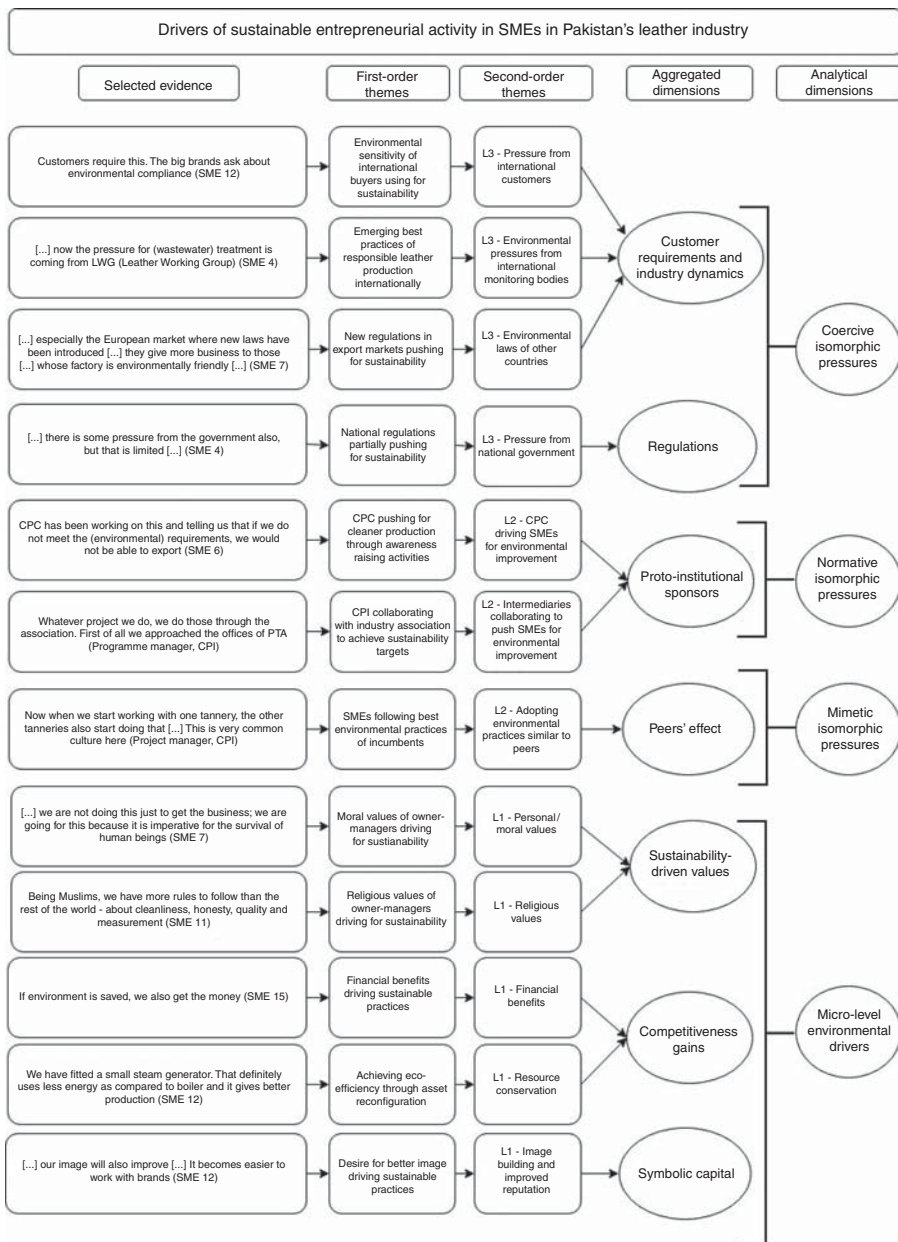 Drivers of sustainable entrepreneurial activity in SMEs in Pakistan's leather industry
Selected evidence
First-order
themes
Second-order
themes
Aggregated
dimensions
Analytical
dimensions
Customers require this. The big brands ask about
environmental compliance (SME 12)
Environmental
sensitivity of
international
buyers using for
sustainability
L3 - Pressure from
international
customers
[...] now the pressure for (wastewater) treatment is
coming from LWG (Leather Working Group) (SME 4)
Emerging best
practices of
responsible leather
production
internationally
L3 - Environmental
pressures from
international
monitoring bodies
Customer
requirements and
industry dynamics
[...] especially the European market where new laws have
been introduced [...] they give more business to those
[...] whose factory is environmentally friendly [...] (SME 7)
New regulations in
export markets pushing
for sustainability
L3 - Environmental
laws of other
countries
Coercive
isomorphic
pressures
[...] there is some pressure from the government also,
but that is limited [...] (SME 4)
National regulations
partially pushing
for sustainability
L3 - Pressure from
national government
Regulations
CPC has been working on this and telling us that if we do
not meet the (environmental) requirements, we would
not be able to export (SME 6)
CPC pushing for
cleaner production
through awareness
raising activities
L2 - CPC
driving SMEs
for environmental
improvement
Proto-institutional
sponsors
Normative
isomorphic
pressures
Whatever project we do, we do those through the
association. First of all we approached the offices of PTA
(Programme manager, CPI)
CPI collaborating
with industry association
to achieve sustainability
targets
L2 - Intermediaries
collaborating to
push SMEs for
environmental
improvement
Now when we start working with one tannery, the other
tanneries also start doing that [...] This is very common
culture here (Project manager, CPI)
SMEs following best
environmental practices
of incumbents
L2 - Adopting
environmental
practices similar to
peers
Peers' effect
Mimetic
isomorphic
pressures
[...] we are not doing this just to get the business; we are
going for this because it is imperative for the survival of
human beings (SME 7)
Moral values of owner-
managers driving
for sustianability
L1 - Personal/
moral values
Sustainability-
driven values
Being Muslims, we have more rules to follow than the
rest of the world - about cleanliness, honesty, quality and
measurement (SME 11)
Religious values of
owner-managers
driving for sustainability
L1 - Religious
values
If environment is saved, we also get the money (SME 15)
Financial benefits
driving sustainable
practices
L1 - Financial
benefits
Competitiveness
gains
Micro-level
environmental
drivers
We have fitted a small steam generator. That definitely
uses less energy as compared to boiler and it gives better
production (SME 12)
Achieving eco-
efficiency through asset
reconfiguration
L1 - Resource
conservation
[...] our image will also improve [...] It becomes easier to
work with brands (SME 12)
Desire for better image
driving sustainable
practices
L1 - Image
building and
improved
reputation
Symbolic capital